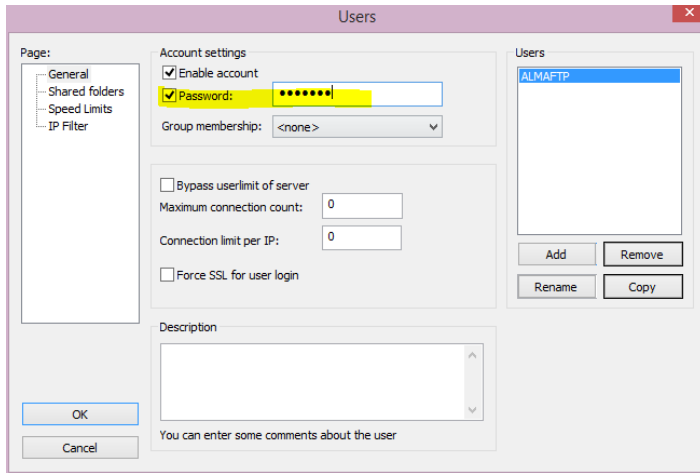 Users
Page:
General
Shared folders
Speed Limits
IP Filter
Account settings
Enable account
Password: •••••••
Group membership: <none>
Bypass userlimit of server
Maximum connection count: 0
Connection limit per IP: 0
Force SSL for user login
Description
You can enter some comments about the user
Users
ALMAFTP
Add Remove
Rename Copy
OK
Cancel